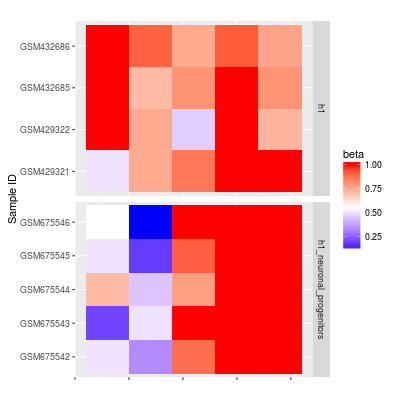 GSM432686
GSM432685
GSM429322
GSM429321
h1
GSM675546
GSM675545
GSM675544
GSM675543
GSM675542
h1_neuronal_progenitors
Sample ID
beta
1.00
0.75
0.50
0.25